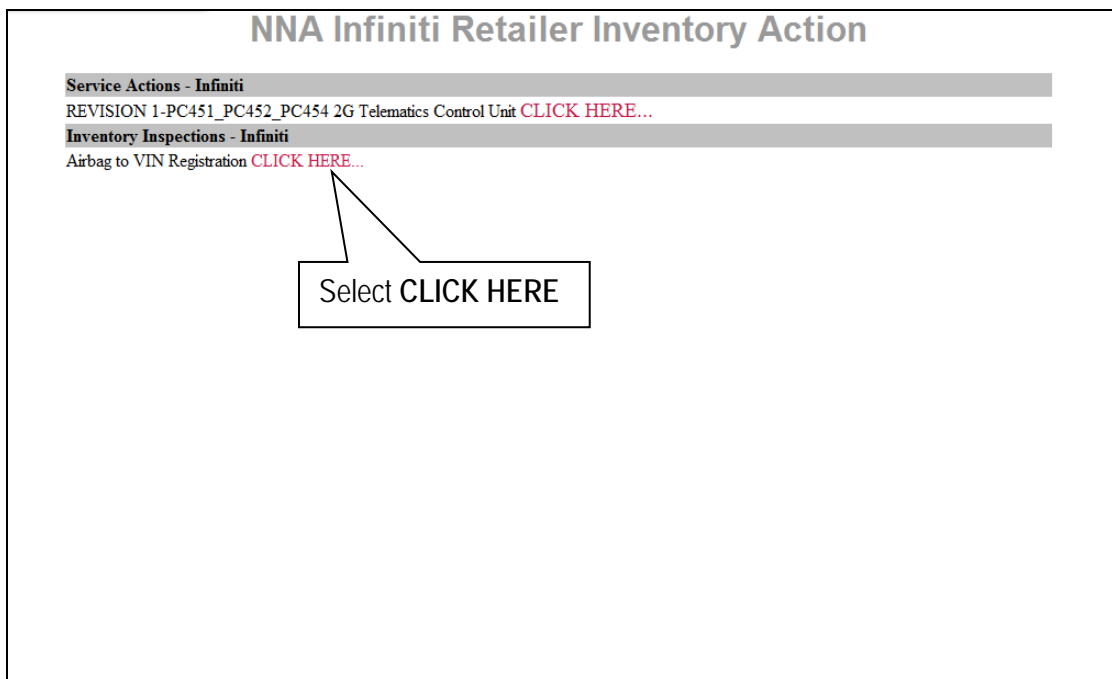 NNA Infiniti Retailer Inventory Action
Service Actions - Infiniti
REVISION 1-PC451_PC452_PC454 2G Telematics Control Unit CLICK HERE...
Inventory Inspections - Infiniti
Airbag to VIN Registration CLICK HERE...
Select CLICK HERE